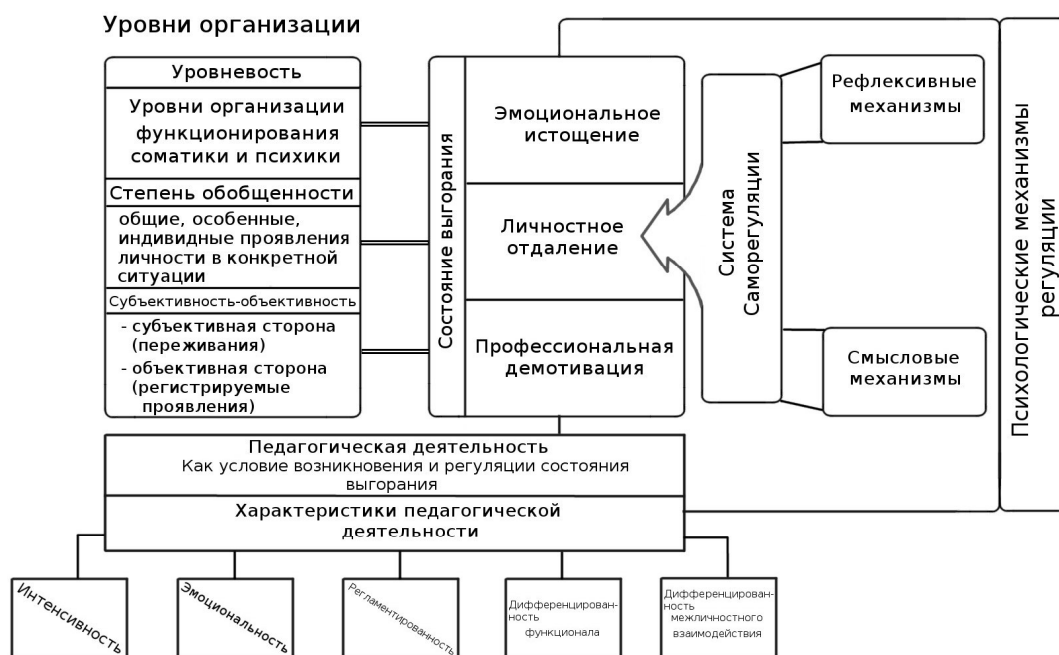 Уровни организации
Уровневость
Уровни организации
функционирования
соматики и психики
Степень обобщенности
общие, особенные,
индивидные проявления
личности в конкретной
ситуации
Субъективность-объективность
- субъективная сторона
(переживания)
- объективная сторона
(регистрируемые
проявления)
Состояние выгорания
Эмоциональное
истощение
Личностное
отдаление
Профессиональная
демотивация
Система
Саморегуляции
Рефлексивные
механизмы
Смысловые
механизмы
Психологические механизмы
регуляции
Педагогическая деятельность
Как условие возникновения и регуляции состояния
выгорания
Характеристики педагогической
деятельности
Интенсивность
Эмоциональность
Регламентированность
Дифференцирован-
ность
функционала
Дифференцирован-
ность
межличностного
взаимодействия